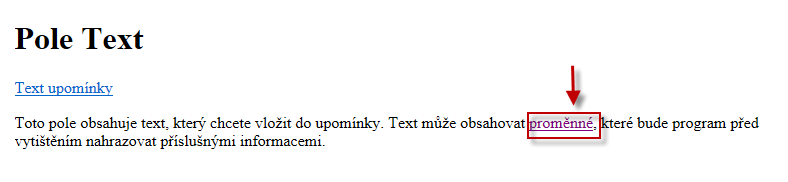 Pole Text
Text upomínky
Toto pole obsahuje text, který chcete vložit do upomínky. Text může obsahovat proměnné, které bude program před
vytištěním nahrazovat příslušnými informacemi.